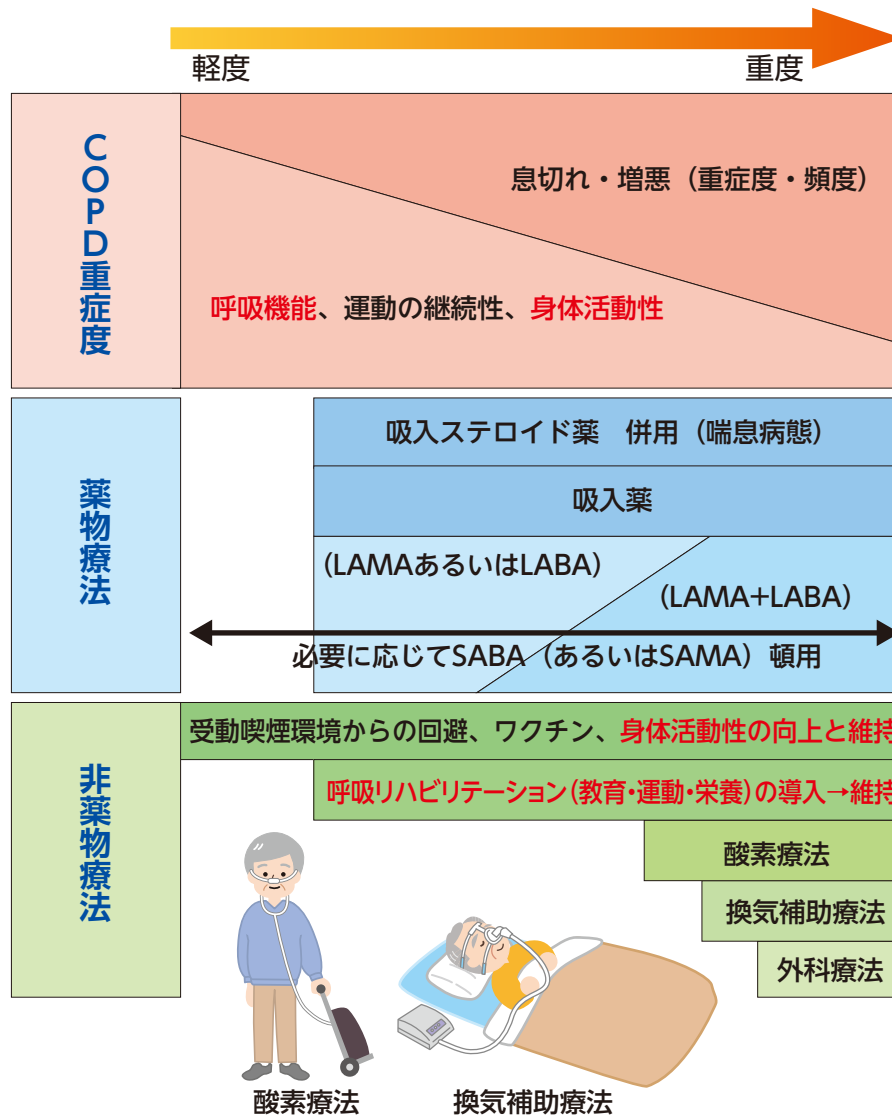 軽度
重度
COPD重症度
息切れ・増悪（重症度・頻度）
呼吸機能、運動の継続性、身体活動性
薬物療法
吸入ステロイド薬　併用（喘息病態）
吸入薬
（LAMAあるいはLABA）
（LAMA+LABA）
必要に応じてSABA（あるいはSAMA）頓用
非薬物療法
受動喫煙環境からの回避、ワクチン、身体活動性の向上と維持
呼吸リハビリテーション（教育・運動・栄養）の導入→維持
酸素療法
換気補助療法
外科療法
酸素療法
換気補助療法